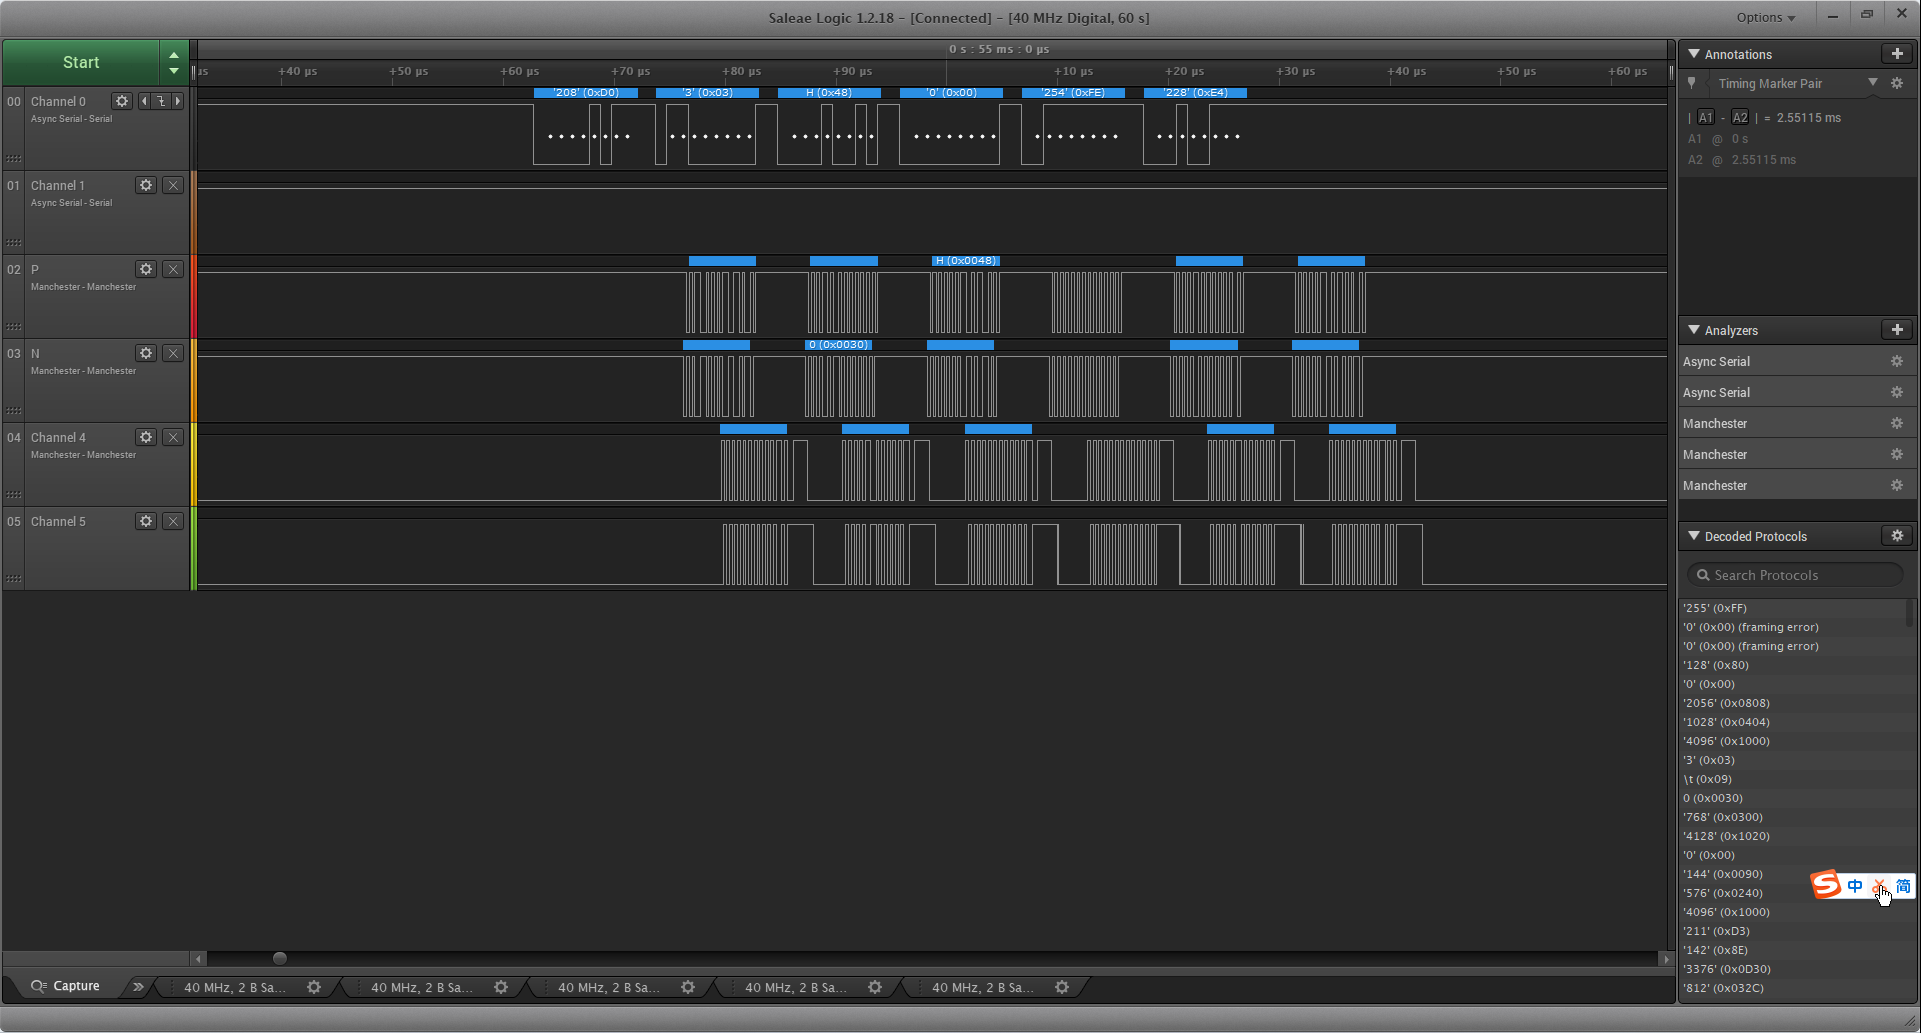 Saleae Logic 1.2.18 - [Connected] - [40 MHz Digital, 60 s]
Options
Start
0 s : 55 ms : 0 µs
µs +40 µs +50 µs +60 µs +70 µs +80 µs +90 µs +10 µs +20 µs +30 µs +40 µs +50 µs +60 µs
00 Channel 0
Async Serial - Serial
'208' (0xD0) '3' (0x03) H (0x48) '0' (0x00) '254' (0xFE) '228' (0xE4)
01 Channel 1
Async Serial - Serial
02 P
Manchester - Manchester
H (0x0048)
03 N
Manchester - Manchester
0 (0x0030)
04 Channel 4
Manchester - Manchester
05 Channel 5
Annotations
Timing Marker Pair
| A1 - A2 | = 2.55115 ms
A1 @ 0 s
A2 @ 2.55115 ms
Analyzers
Async Serial
Async Serial
Manchester
Manchester
Manchester
Decoded Protocols
Search Protocols
'255' (0xFF)
'0' (0x00) (framing error)
'0' (0x00) (framing error)
'128' (0x80)
'0' (0x00)
'2056' (0x0808)
'1028' (0x0404)
'4096' (0x1000)
'3' (0x03)
\t (0x09)
0 (0x0030)
'768' (0x0300)
'4128' (0x1020)
'0' (0x00)
'144' (0x0090)
'576' (0x0240)
'4096' (0x1000)
'211' (0xD3)
'142' (0x8E)
'3376' (0x0D30)
'812' (0x032C)
S 中 简
Capture
40 MHz, 2 B Sa... 40 MHz, 2 B Sa... 40 MHz, 2 B Sa... 40 MHz, 2 B Sa... 40 MHz, 2 B Sa...